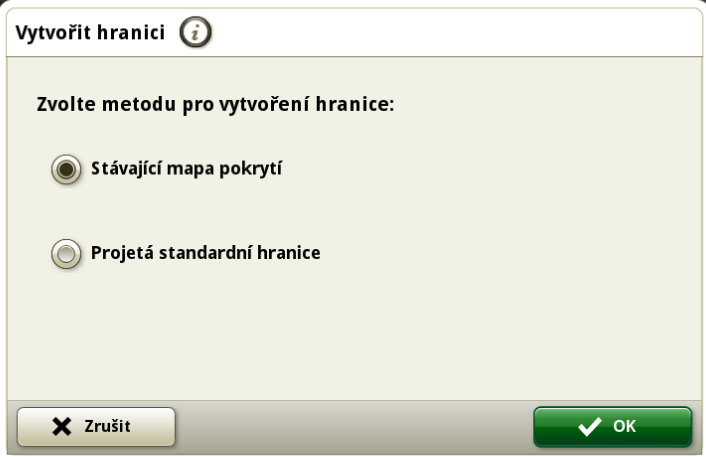 Vytvořit hranici
Zvolte metodu pro vytvoření hranice:
Stávající mapa pokrytí
Projetá standardní hranice
Zrušit
OK